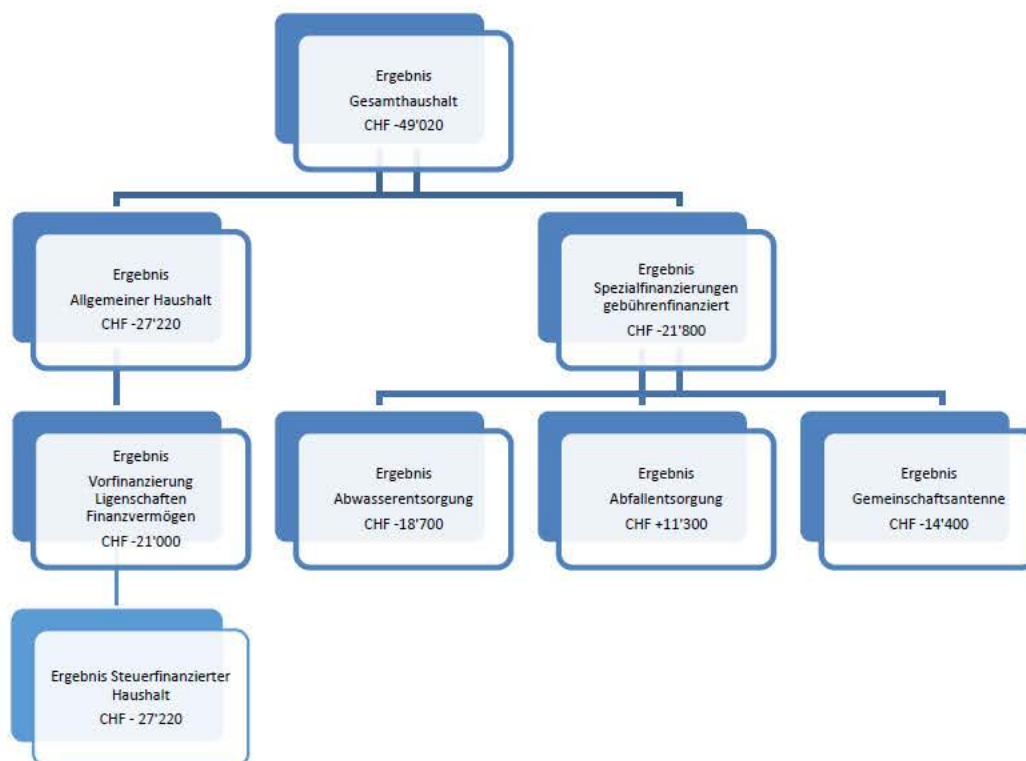 Ergebnis
Gesamthaushalt
CHF -49'020
Ergebnis
Allgemeiner Haushalt
CHF -27'220
Ergebnis
Spezialfinanzierungen
gebührenfinanziert
CHF -21'800
Ergebnis
Vorfinanzierung
Ligenschaften
Finanzvermögen
CHF -21'000
Ergebnis
Abwasserentsorgung
CHF -18'700
Ergebnis
Abfallentsorgung
CHF +11'300
Ergebnis
Gemeinschaftsantenne
CHF -14'400
Ergebnis Steuerfinanzierter
Haushalt
CHF - 27'220